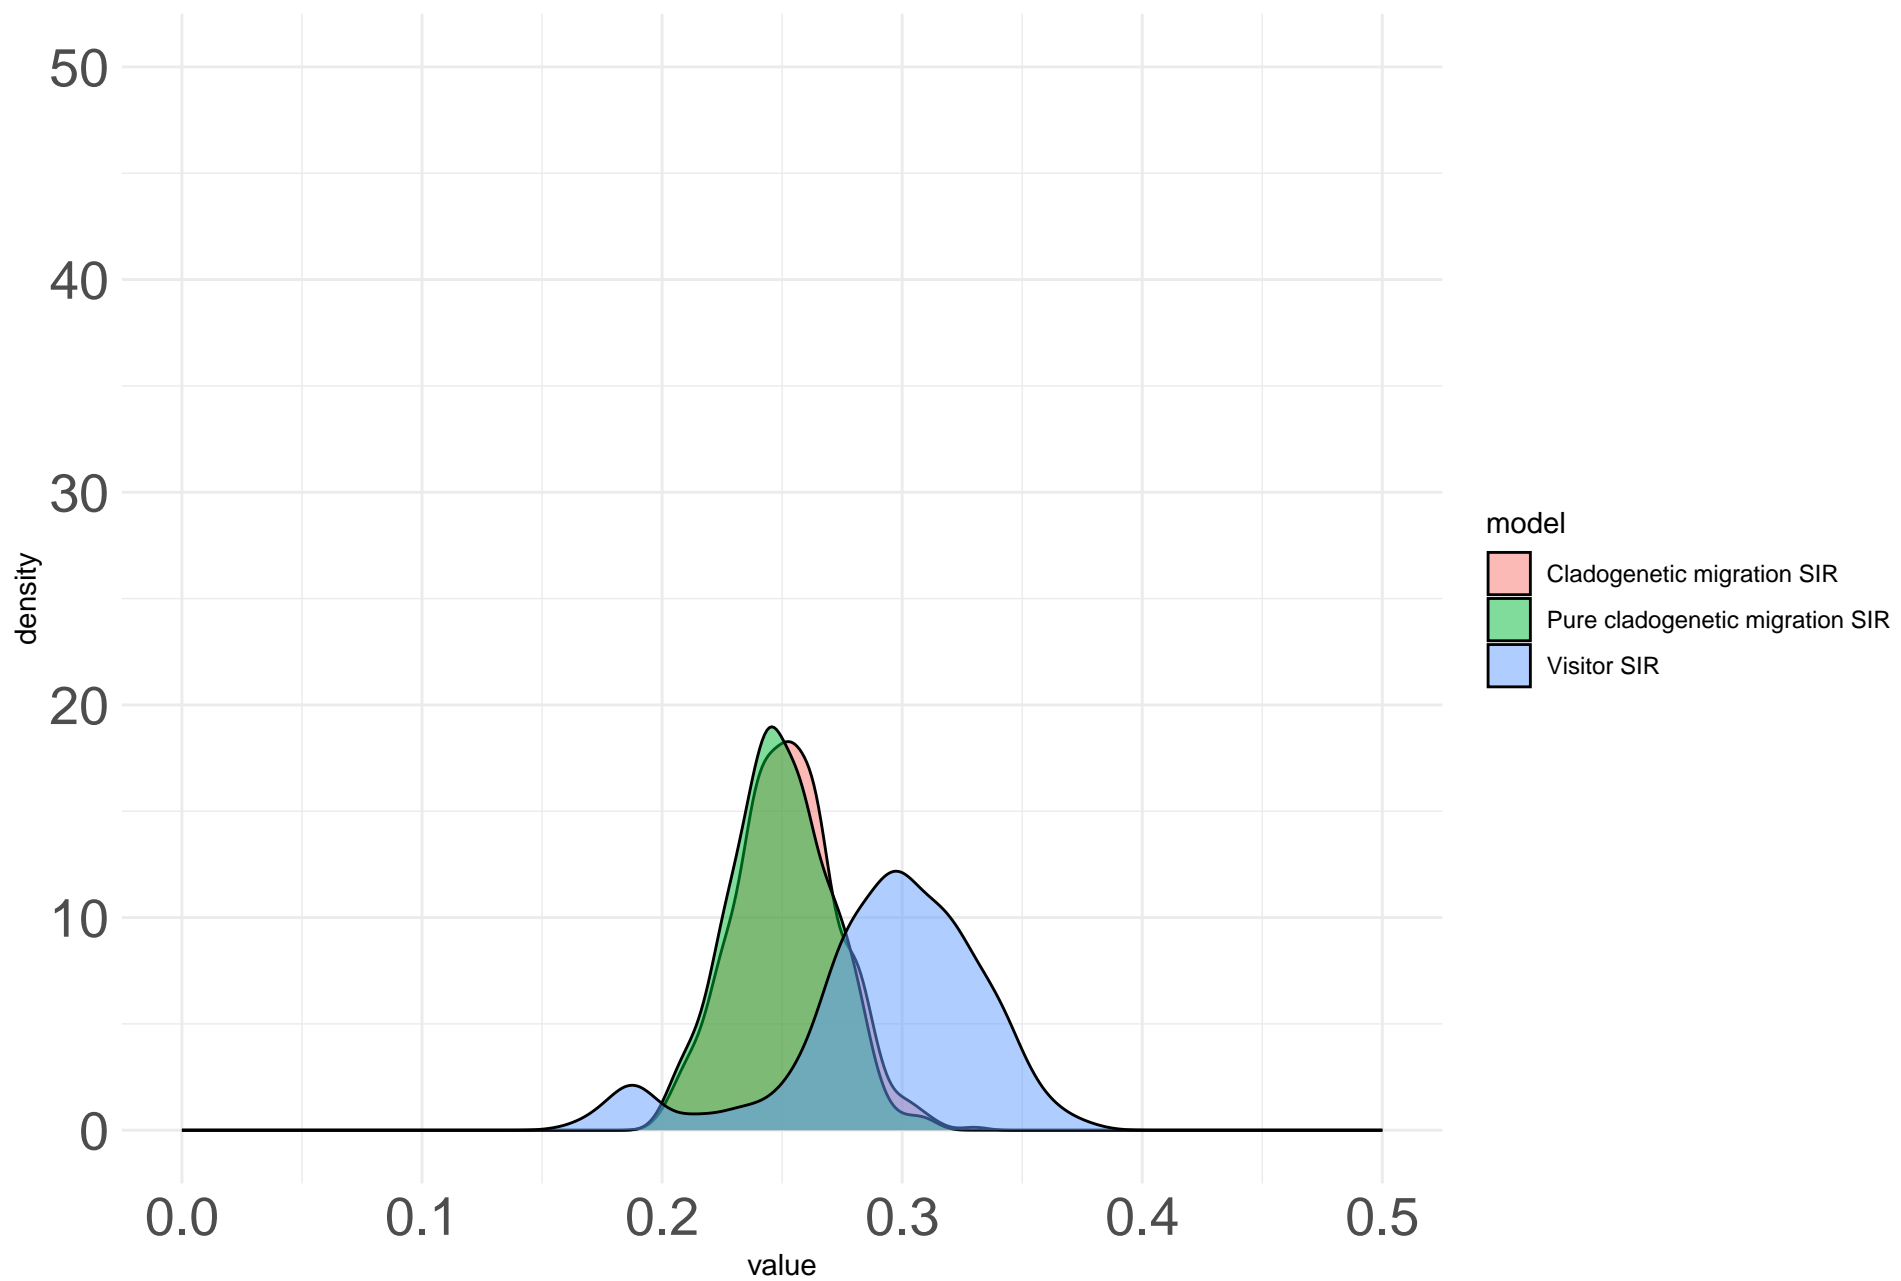 50
40
30
20
10
0
density
0.0 0.1 0.2 0.3 0.4 0.5
value
model
Cladogenetic migration SIR
Pure cladogenetic migration SIR
Visitor SIR